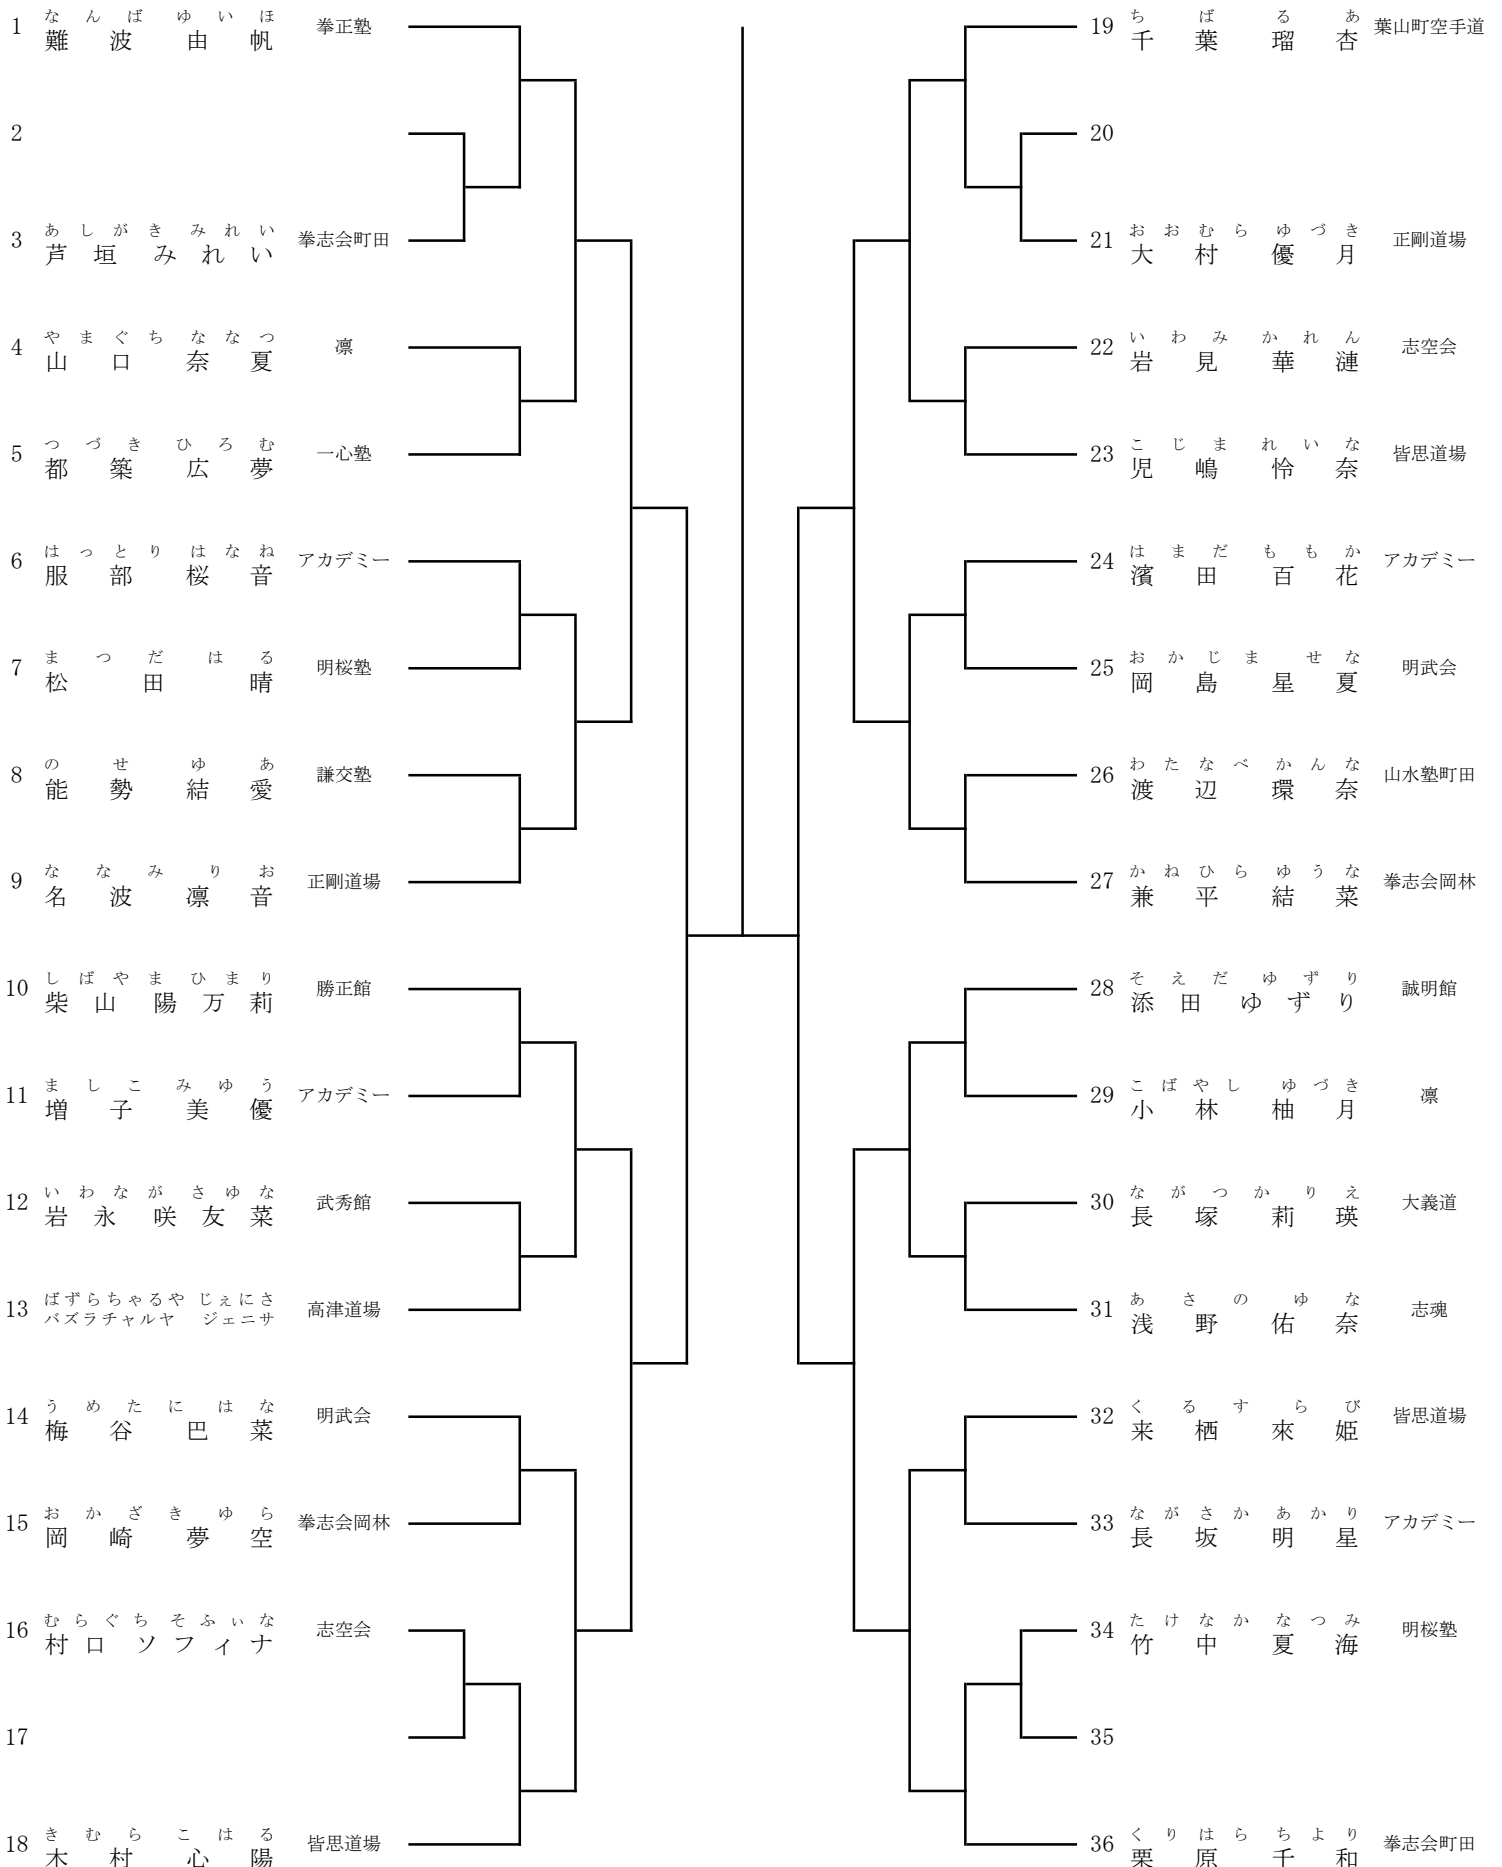 なんば ゆいほ
1 難波 由帆 拳正塾
2
あしがき みれい
3 芦垣 みれい 拳志会町田
やまぐち ななつ
4 山口 奈夏 凛
つづき ひろむ
5 都築 広夢 一心塾
はっとり はなね
6 服部 桜音 アカデミー
まつだ はる
7 松田 晴 明桜塾
のせ ゆあ
8 能勢 結愛 謙交塾
ななみ りお
9 名波 凛音 正剛道場
しばやま ひまり
10 柴山 陽万莉 勝正館
ましこ みゆう
11 増子 美優 アカデミー
いわなが さゆな
12 岩永 咲友菜 武秀館
ばずらちゃるや じぇにさ
13 バズラチャルヤ ジェニサ 高津道場
うめたに はな
14 梅谷 巴菜 明武会
おかざき ゆら
15 岡崎 夢空 拳志会岡林
むらぐち そふぃな
16 村口 ソフィナ 志空会
17
きむら こはる
18 木村 心陽 皆思道場
ちば るあ
19 千葉 瑠杏 葉山町空手道
20
おおむら ゆづき
21 大村 優月 正剛道場
いわみ かれん
22 岩見 華漣 志空会
こじま れいな
23 児嶋 怜奈 皆思道場
はまだ ももか
24 濱田 百花 アカデミー
おかじま せな
25 岡島 星夏 明武会
わたなべ かんな
26 渡辺 環奈 山水塾町田
かねひら ゆうな
27 兼平 結菜 拳志会岡林
そえだ ゆずり
28 添田 ゆずり 誠明館
こばやし ゆづき
29 小林 柚月 凛
ながつか りえ
30 長塚 莉瑛 大義道
あさの ゆな
31 浅野 佑奈 志魂
くるす らび
32 来栖 來姫 皆思道場
ながさか あかり
33 長坂 明星 アカデミー
たけなか なつみ
34 竹中 夏海 明桜塾
35
くりはら ちより
36 栗原 千和 拳志会町田